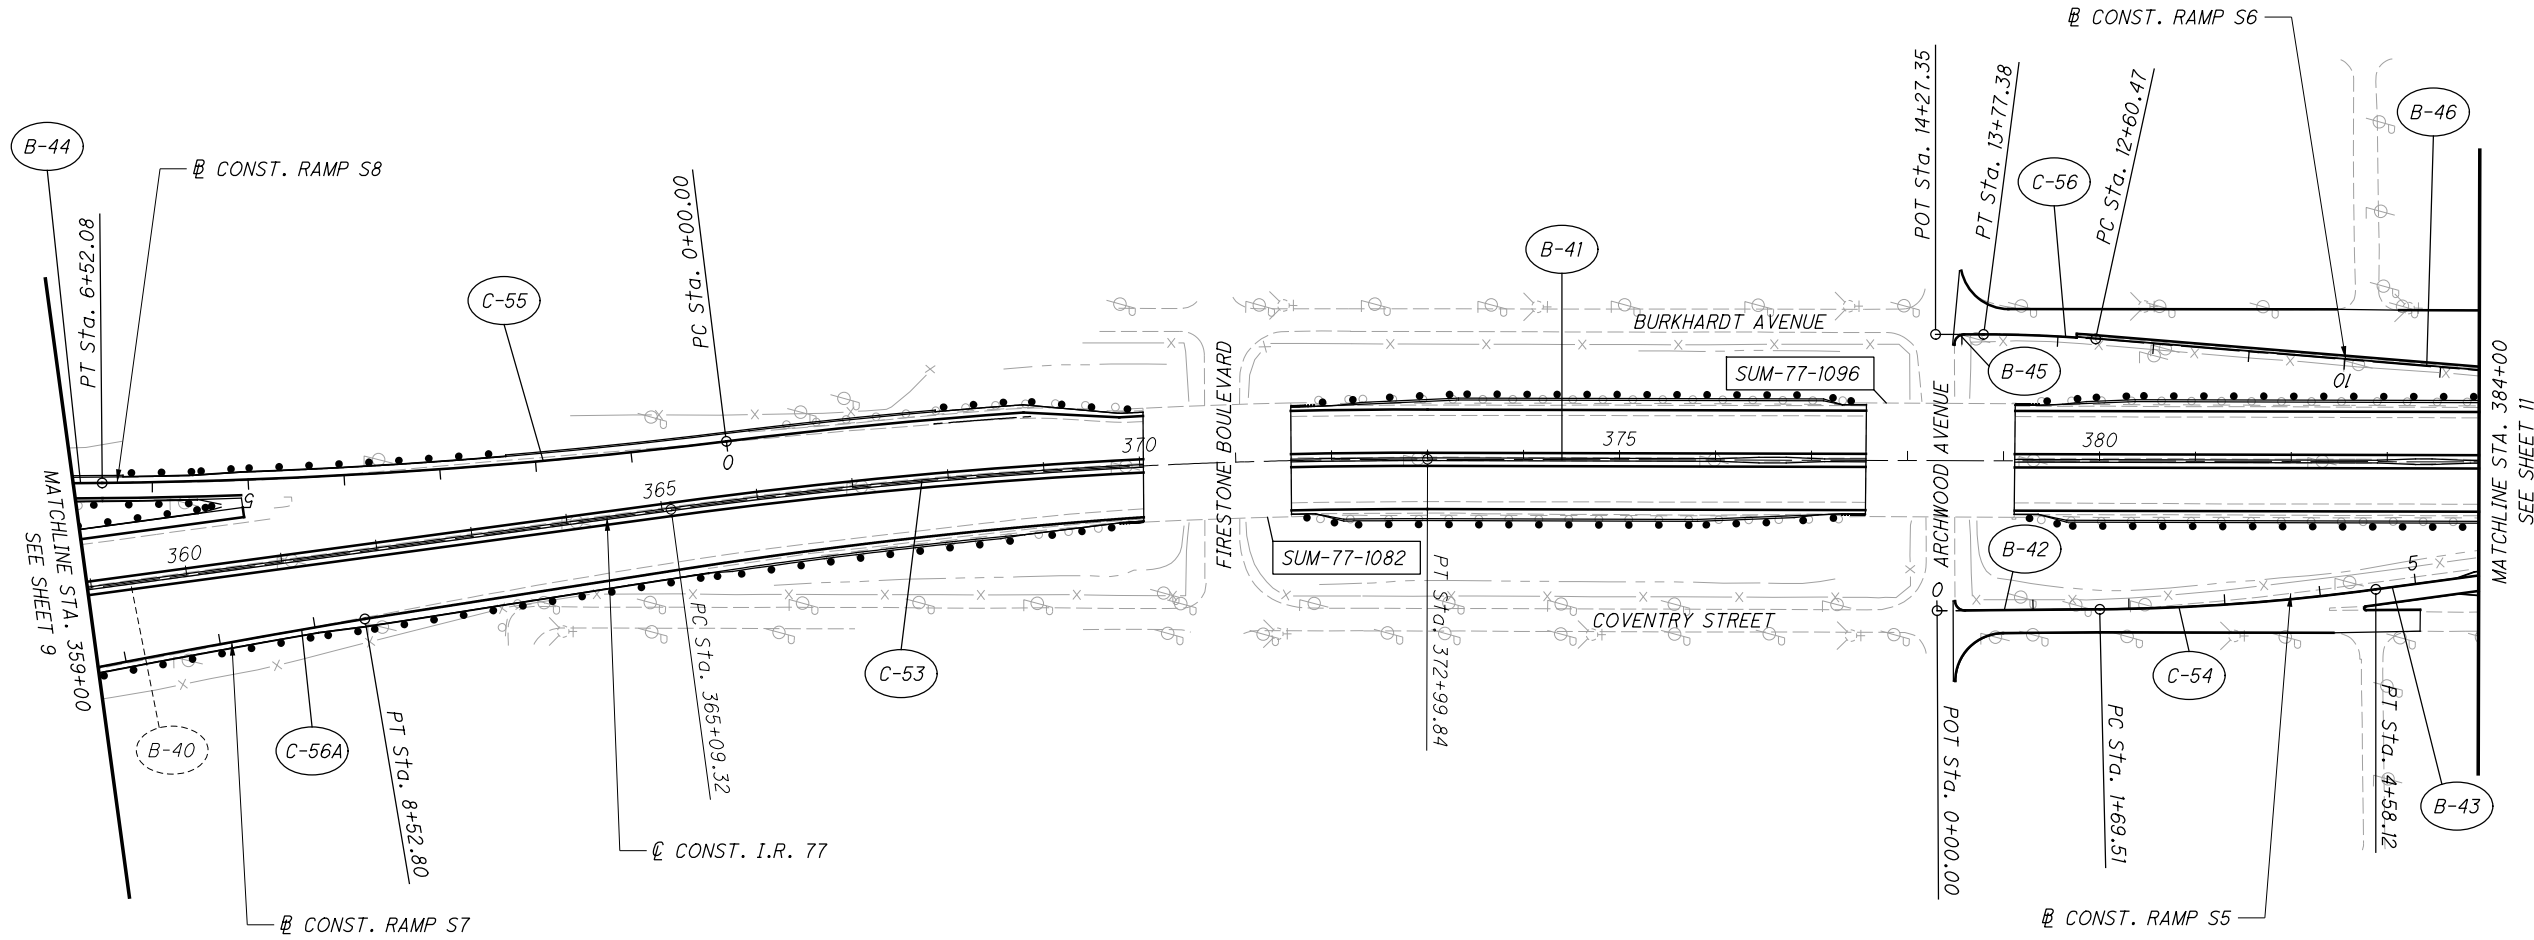 B-44
⅊ CONST. RAMP S8
PT Sta. 6+52.08
C-55
PC Sta. 0+00.00
0
5
MATCHLINE STA. 359+00
SEE SHEET 9
360
365
370
B-40
C-56A
PT Sta. 8+52.80
PC Sta. 365+09.32
C-53
℄ CONST. I.R. 77
⅊ CONST. RAMP S7
FIRESTONE BOULEVARD
BURKHARDT AVENUE
B-41
SUM-77-1096
375
SUM-77-1082
PT Sta. 372+99.84
COVENTRY STREET
ARCHWOOD AVENUE
⅊ CONST. RAMP S6
POT Sta. 14+27.35
PT Sta. 13+77.38
PC Sta. 12+60.47
C-56
B-46
B-45
10
380
B-42
0
5
C-54
POT Sta. 0+00.00
PC Sta. 1+69.51
PT Sta. 4+58.12
B-43
⅊ CONST. RAMP S5
MATCHLINE STA. 384+00
SEE SHEET 11